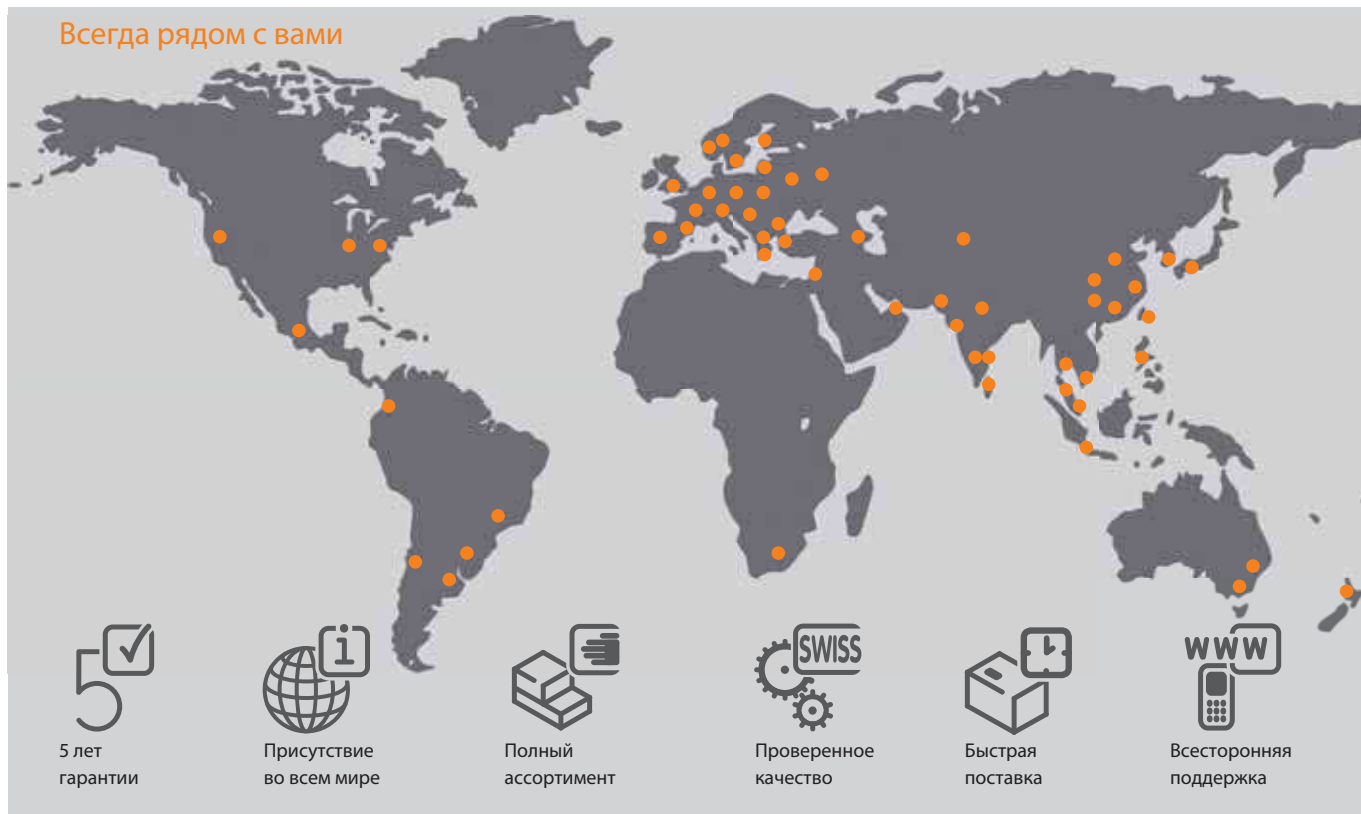 Всегда рядом с вами
5
i
SWISS
WWW
5 лет
гарантии
Присутствие
во всем мире
Полный
ассортимент
Проверенное
качество
Быстрая
поставка
Всесторонняя
поддержка